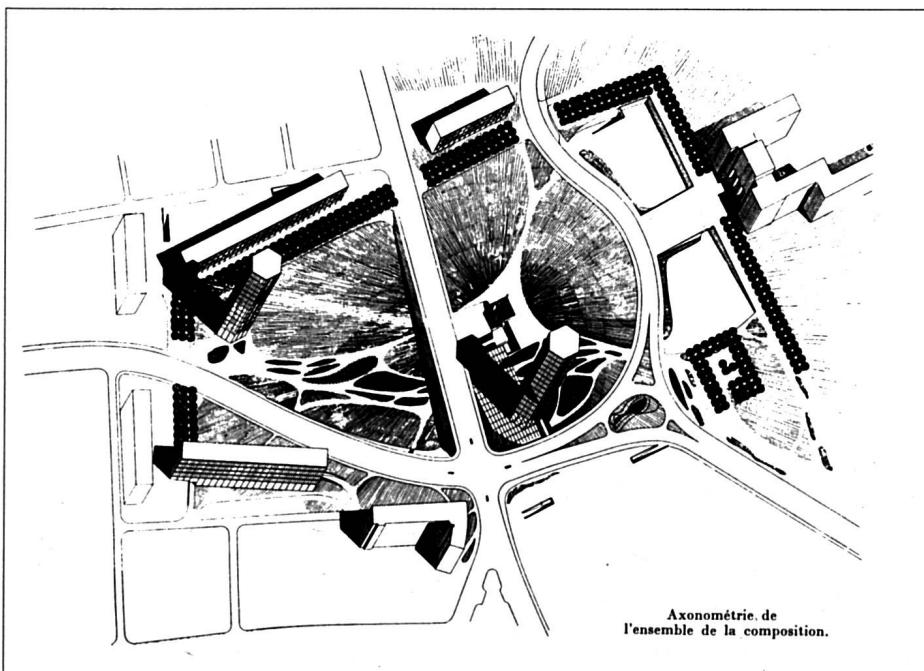 Axonométrie. de
l'ensemble de la composition.